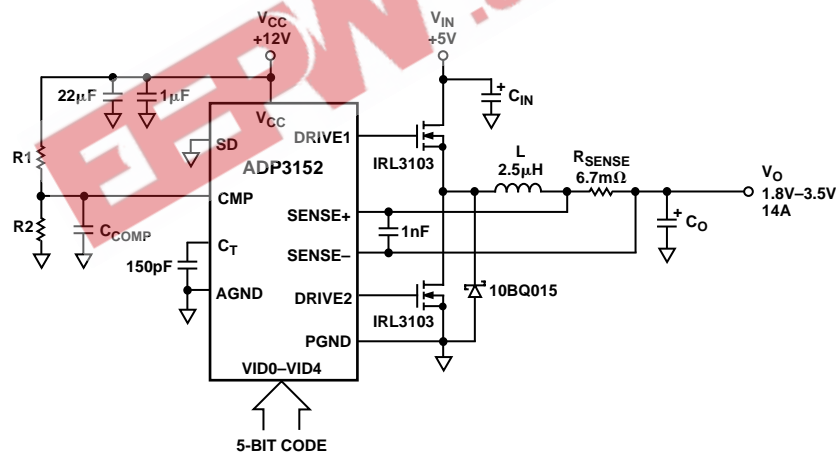 EEPW.
VCC
+12V
VIN
+5V
22µF
1µF
CIN
VCC
SD
DRIVE1
ADP3152
IRL3103
R1
L
2.5µH
RSENSE
6.7mΩ
VO
1.8V–3.5V
14A
CMP
R2
CCOMP
SENSE+
1nF
CO
CT
SENSE–
150pF
AGND
DRIVE2
10BQ015
IRL3103
PGND
VID0–VID4
5-BIT CODE